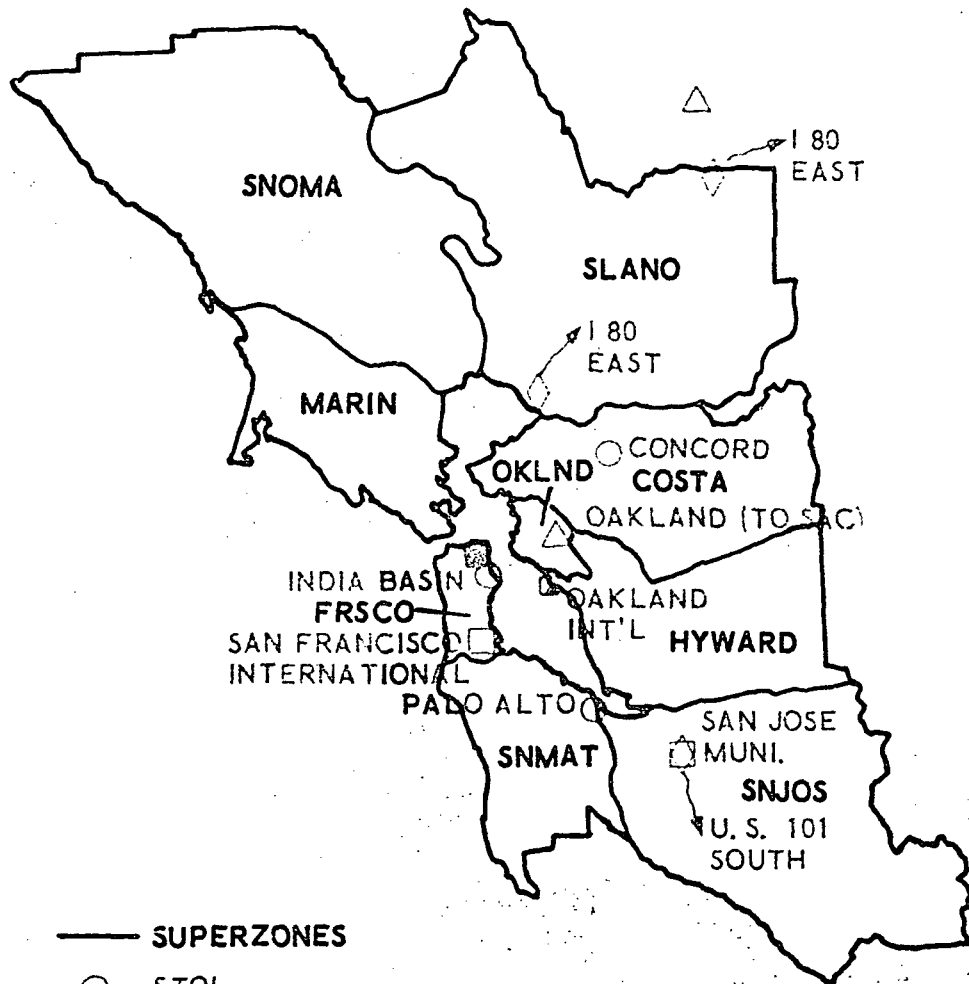 I 80
EAST
SNOMA
SLANO
I 80
EAST
MARIN
CONCORD
OKLND
COSTA
OAKLAND (TO SAC)
INDIA BASIN
OAKLAND
INT'L
FRSCO
HYWARD
SAN FRANCISCO
INTERNATIONAL
PALO ALTO
SAN JOSE
MUNI.
SNMAT
SNJOS
U. S. 101
SOUTH
SUPERZONES
STOL